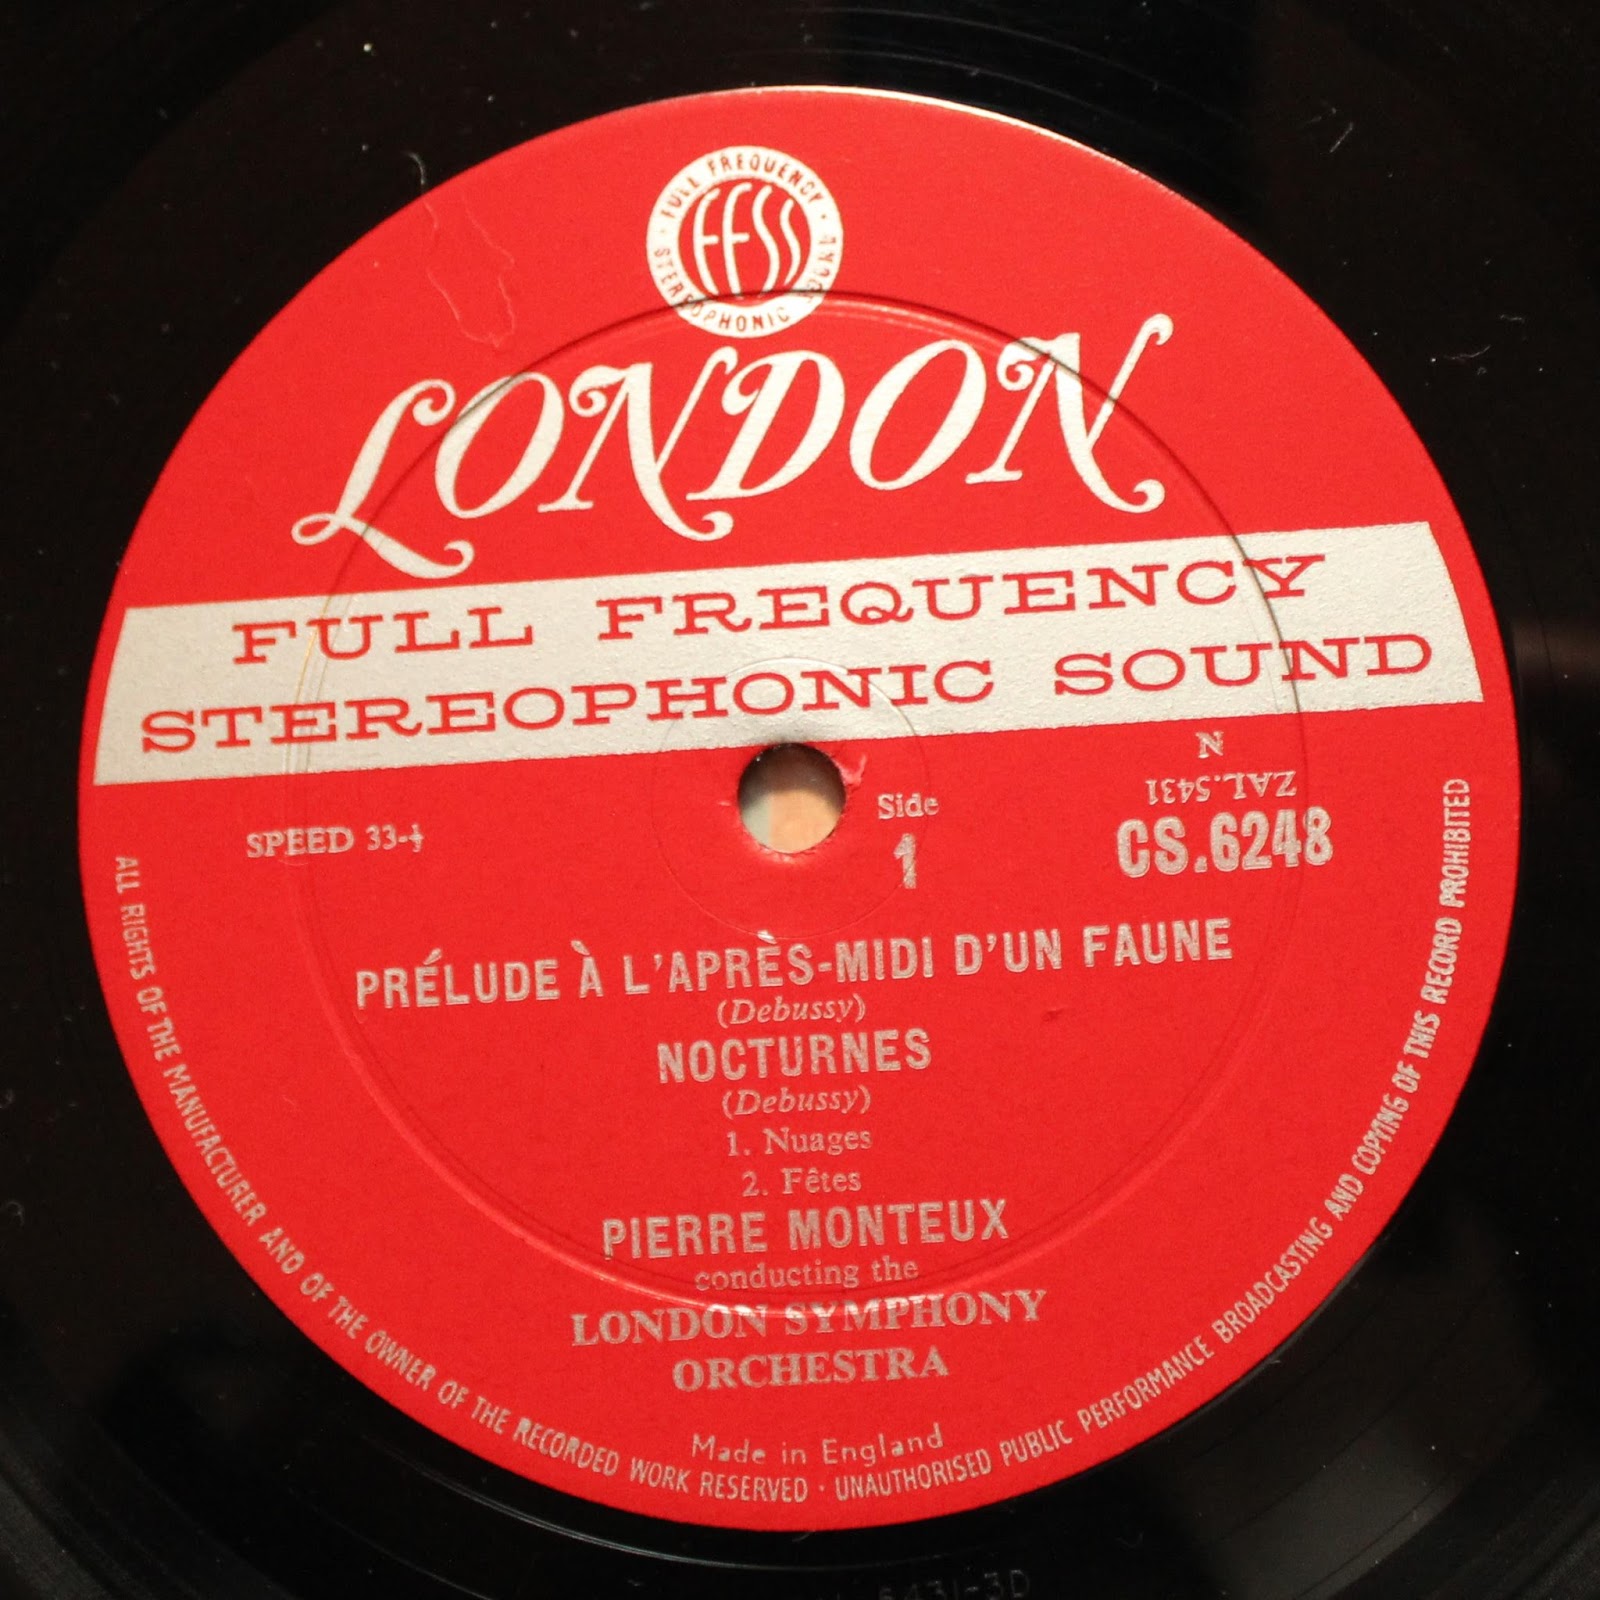 FULL FREQUENCY · STEREOPHONIC SOUND ·
FFSS
LONDON
FULL FREQUENCY
STEREOPHONIC SOUND
N
ZAL.5431
SPEED 33-⅓
Side
1
CS.6248
PRÉLUDE À L'APRÈS-MIDI D'UN FAUNE
(Debussy)
NOCTURNES
(Debussy)
1. Nuages
2. Fêtes
PIERRE MONTEUX
conducting the
LONDON SYMPHONY
ORCHESTRA
Made in England
ALL RIGHTS OF THE MANUFACTURER AND OF THE OWNER OF THE RECORDED WORK RESERVED · UNAUTHORISED PUBLIC PERFORMANCE BROADCASTING AND COPYING OF THIS RECORD PROHIBITED
5431-3D